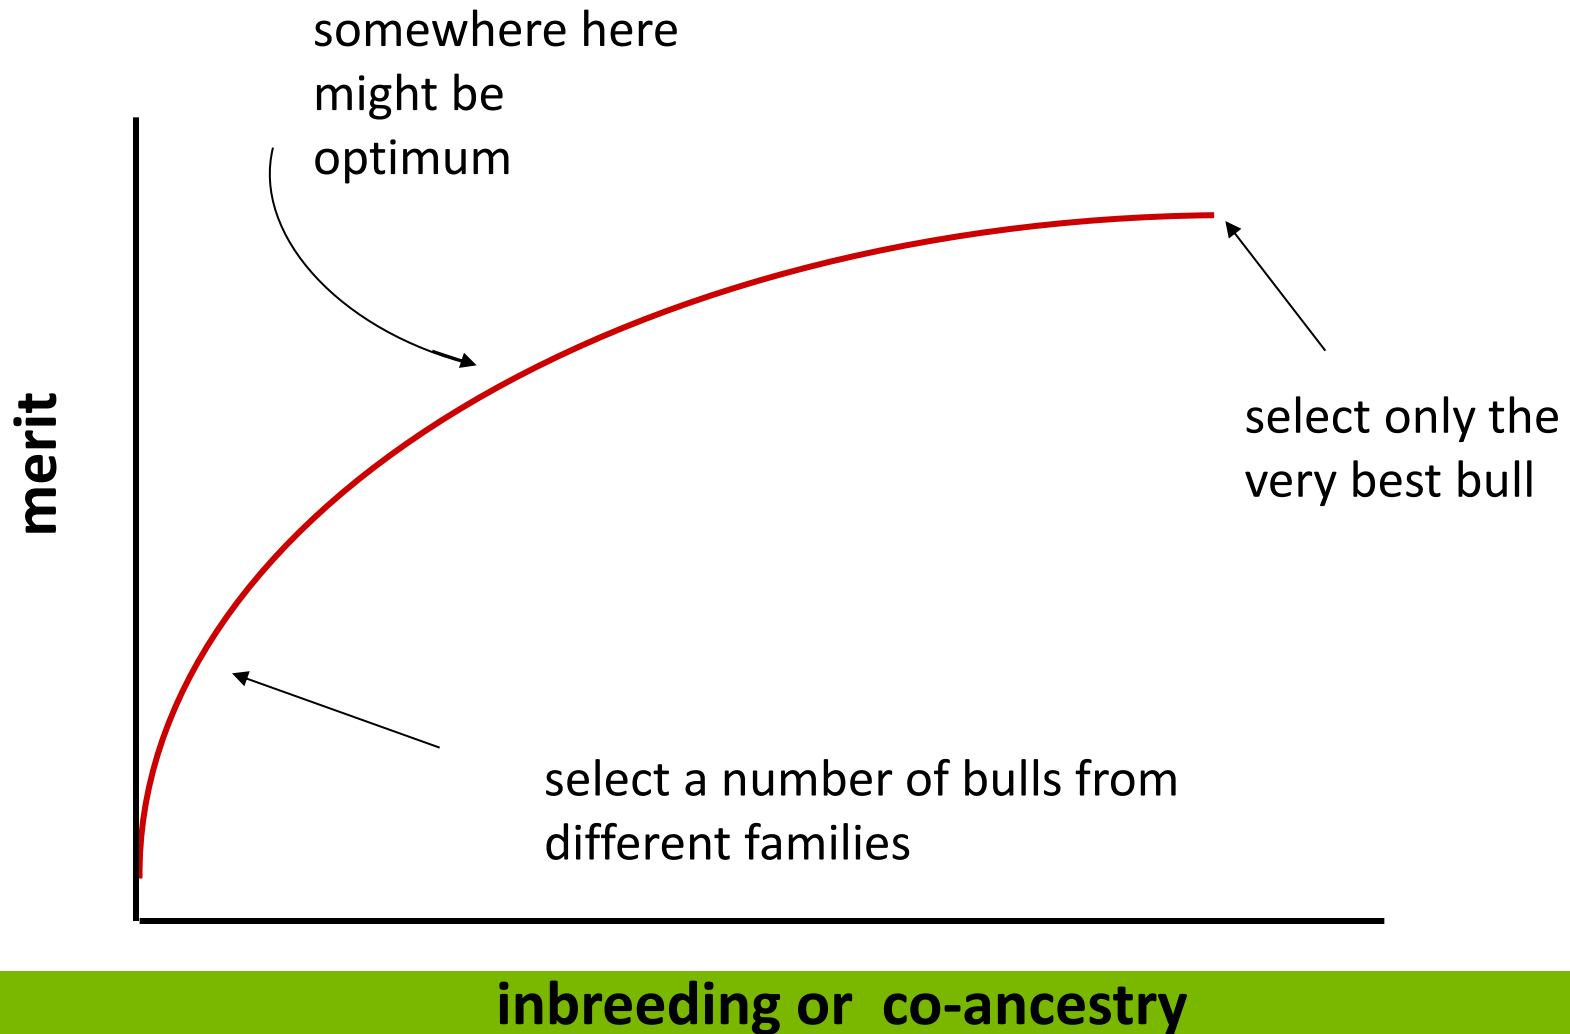 somewhere here
might be
optimum
merit
select only the
very best bull
select a number of bulls from
different families
inbreeding or  co-ancestry